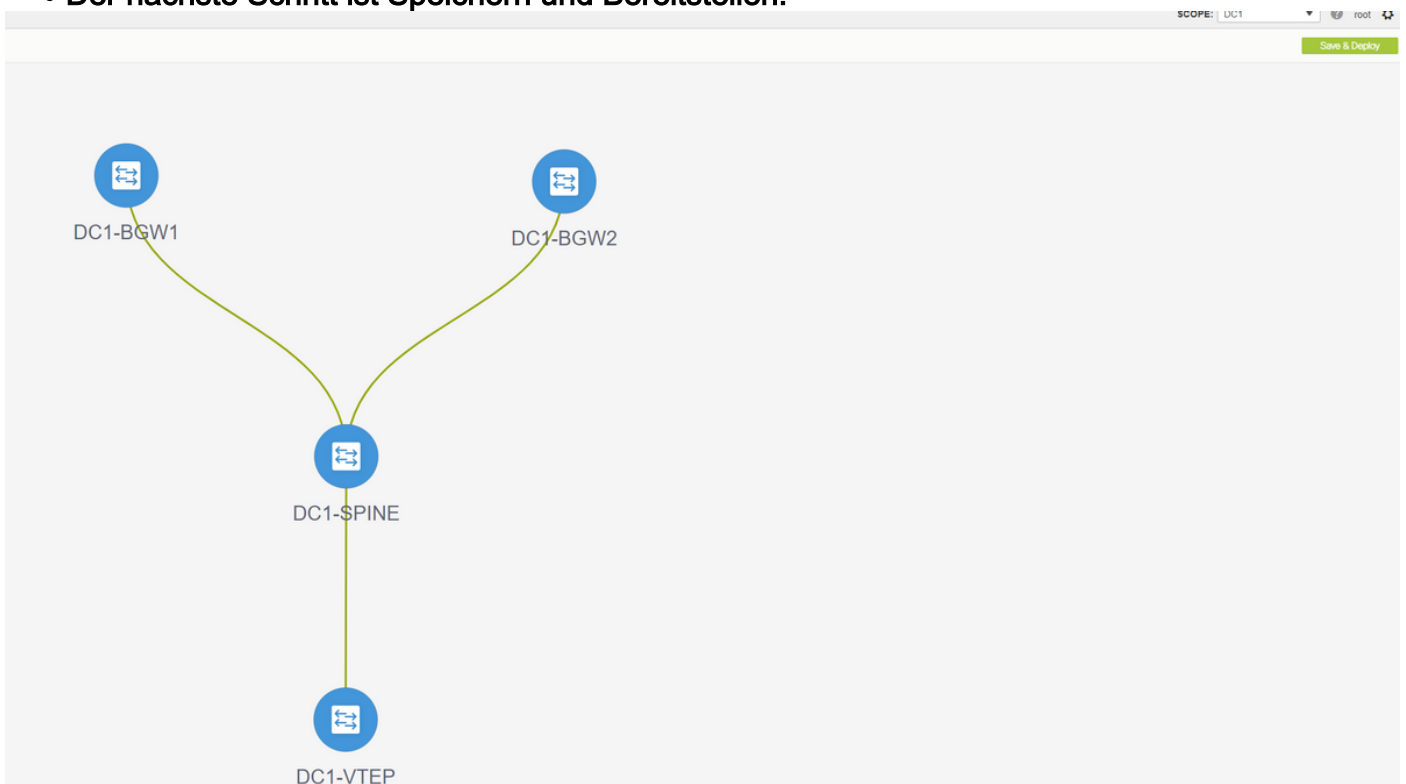 • Der nächste Schritt ist Speichern und Bereitstellen.
SCOPE: DC1 root
Save & Deploy
DC1-BGW1
DC1-BGW2
DC1-SPINE
DC1-VTEP